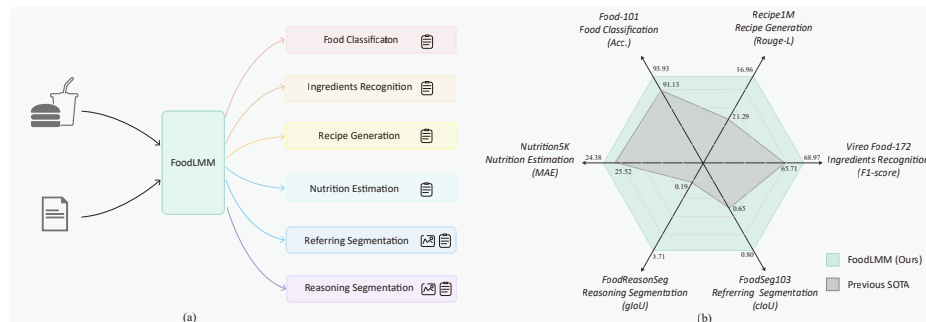 FoodLMM
Food Classificaton
Ingredients Recognition
Recipe Generation
Nutrition Estimation
Referring Segmentation
Reasoning Segmentation
(a)
Food-101
Food Classification
(Acc.)
Recipe1M
Recipe Generation
(Rouge-L)
93.93
91.13
36.96
21.29
Nutrition5K
Nutrition Estimation
(MAE)
24.38
25.52
68.97
65.71
Vireo Food-172
Ingredients Recognition
(F1-score)
0.19
0.65
0.71
0.80
FoodReasonSeg
Reasoning Segmentation
(gIoU)
FoodSeg103
Refrerring Segmentation
(cIoU)
FoodLMM (Ours)
Previous SOTA
(b)